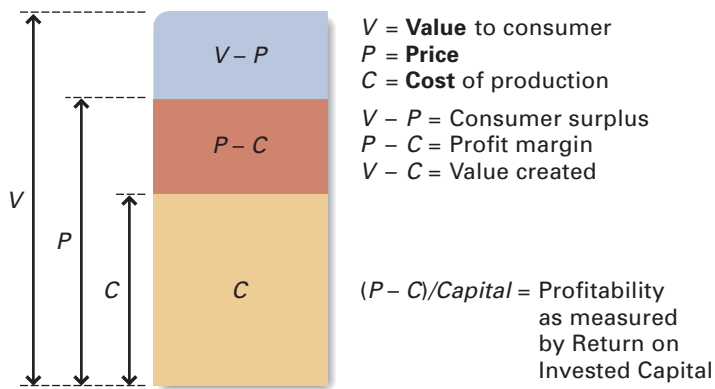 V – P
P – C
C
V
P
C
V = Value to consumer
P = Price
C = Cost of production
V – P = Consumer surplus
P – C = Profit margin
V – C = Value created
(P – C)/Capital = Profitability
as measured
by Return on
Invested Capital